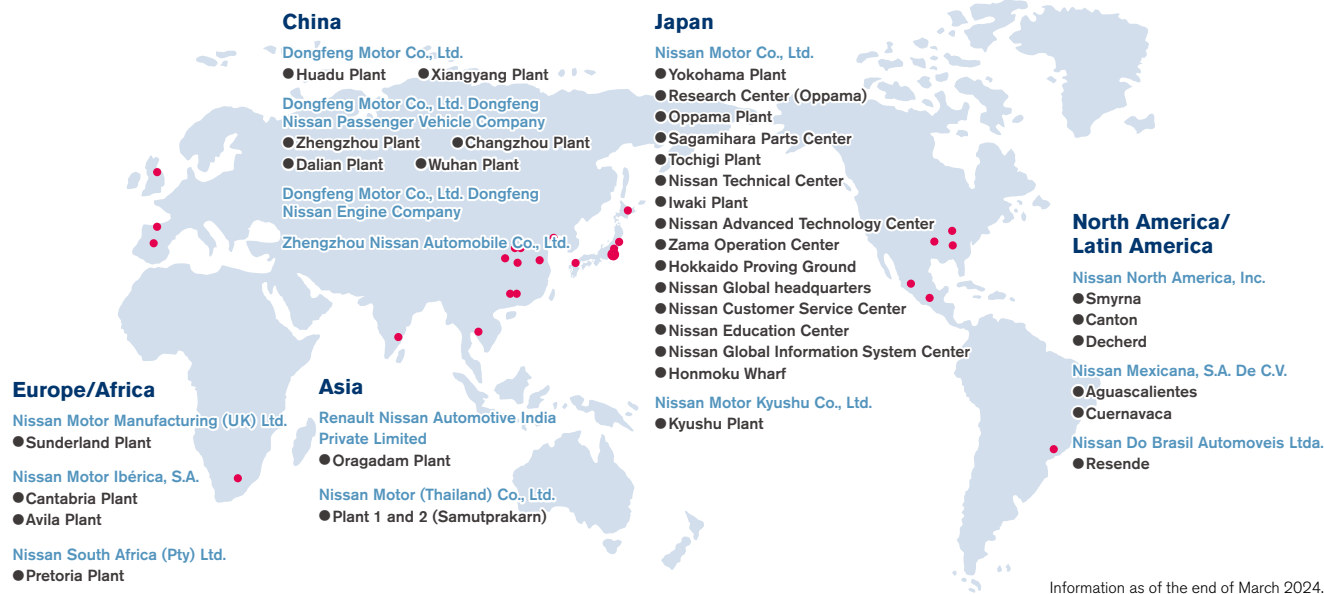 China
Dongfeng Motor Co., Ltd.
●Huadu Plant ●Xiangyang Plant
Dongfeng Motor Co., Ltd. Dongfeng
Nissan Passenger Vehicle Company
●Zhengzhou Plant ●Changzhou Plant
●Dalian Plant ●Wuhan Plant
Dongfeng Motor Co., Ltd. Dongfeng
Nissan Engine Company
Zhengzhou Nissan Automobile Co., Ltd.
Japan
Nissan Motor Co., Ltd.
●Yokohama Plant
●Research Center (Oppama)
●Oppama Plant
●Sagamihara Parts Center
●Tochigi Plant
●Nissan Technical Center
●Iwaki Plant
●Nissan Advanced Technology Center
●Zama Operation Center
●Hokkaido Proving Ground
●Nissan Global headquarters
●Nissan Customer Service Center
●Nissan Education Center
●Nissan Global Information System Center
●Honmoku Wharf
Nissan Motor Kyushu Co., Ltd.
●Kyushu Plant
North America/
Latin America
Nissan North America, Inc.
●Smyrna
●Canton
●Decherd
Nissan Mexicana, S.A. De C.V.
●Aguascalientes
●Cuernavaca
Nissan Do Brasil Automoveis Ltda.
●Resende
Europe/Africa
Nissan Motor Manufacturing (UK) Ltd.
●Sunderland Plant
Nissan Motor Ibérica, S.A.
●Cantabria Plant
●Avila Plant
Nissan South Africa (Pty) Ltd.
●Pretoria Plant
Asia
Renault Nissan Automotive India
Private Limited
●Oragadam Plant
Nissan Motor (Thailand) Co., Ltd.
●Plant 1 and 2 (Samutprakarn)
Information as of the end of March 2024.